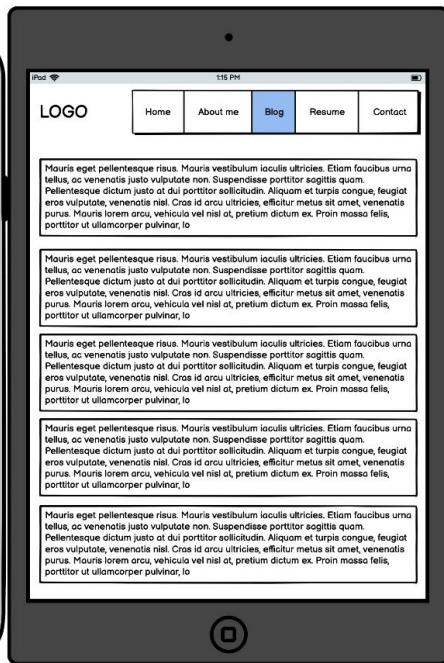 iPad
1:15 PM
LOGO
Home
About me
Blog
Resume
Contact
Mauris eget pellentesque risus. Mauris vestibulum iaculis ultricies. Etiam faucibus urna
tellus, ac venenatis justo vulputate non. Suspendisse porttitor sagittis quam.
Pellentesque dictum justo at dui porttitor sollicitudin. Aliquam et turpis congue, feugiat
eros vulputate, venenatis nisl. Cras id arcu ultricies, efficitur metus sit amet, venenatis
purus. Mauris lorem arcu, vehicula vel nisl at, pretium dictum ex. Proin massa felis,
porttitor ut ullamcorper pulvinar, lo
Mauris eget pellentesque risus. Mauris vestibulum iaculis ultricies. Etiam faucibus urna
tellus, ac venenatis justo vulputate non. Suspendisse porttitor sagittis quam.
Pellentesque dictum justo at dui porttitor sollicitudin. Aliquam et turpis congue, feugiat
eros vulputate, venenatis nisl. Cras id arcu ultricies, efficitur metus sit amet, venenatis
purus. Mauris lorem arcu, vehicula vel nisl at, pretium dictum ex. Proin massa felis,
porttitor ut ullamcorper pulvinar, lo
Mauris eget pellentesque risus. Mauris vestibulum iaculis ultricies. Etiam faucibus urna
tellus, ac venenatis justo vulputate non. Suspendisse porttitor sagittis quam.
Pellentesque dictum justo at dui porttitor sollicitudin. Aliquam et turpis congue, feugiat
eros vulputate, venenatis nisl. Cras id arcu ultricies, efficitur metus sit amet, venenatis
purus. Mauris lorem arcu, vehicula vel nisl at, pretium dictum ex. Proin massa felis,
porttitor ut ullamcorper pulvinar, lo
Mauris eget pellentesque risus. Mauris vestibulum iaculis ultricies. Etiam faucibus urna
tellus, ac venenatis justo vulputate non. Suspendisse porttitor sagittis quam.
Pellentesque dictum justo at dui porttitor sollicitudin. Aliquam et turpis congue, feugiat
eros vulputate, venenatis nisl. Cras id arcu ultricies, efficitur metus sit amet, venenatis
purus. Mauris lorem arcu, vehicula vel nisl at, pretium dictum ex. Proin massa felis,
porttitor ut ullamcorper pulvinar, lo
Mauris eget pellentesque risus. Mauris vestibulum iaculis ultricies. Etiam faucibus urna
tellus, ac venenatis justo vulputate non. Suspendisse porttitor sagittis quam.
Pellentesque dictum justo at dui porttitor sollicitudin. Aliquam et turpis congue, feugiat
eros vulputate, venenatis nisl. Cras id arcu ultricies, efficitur metus sit amet, venenatis
purus. Mauris lorem arcu, vehicula vel nisl at, pretium dictum ex. Proin massa felis,
porttitor ut ullamcorper pulvinar, lo